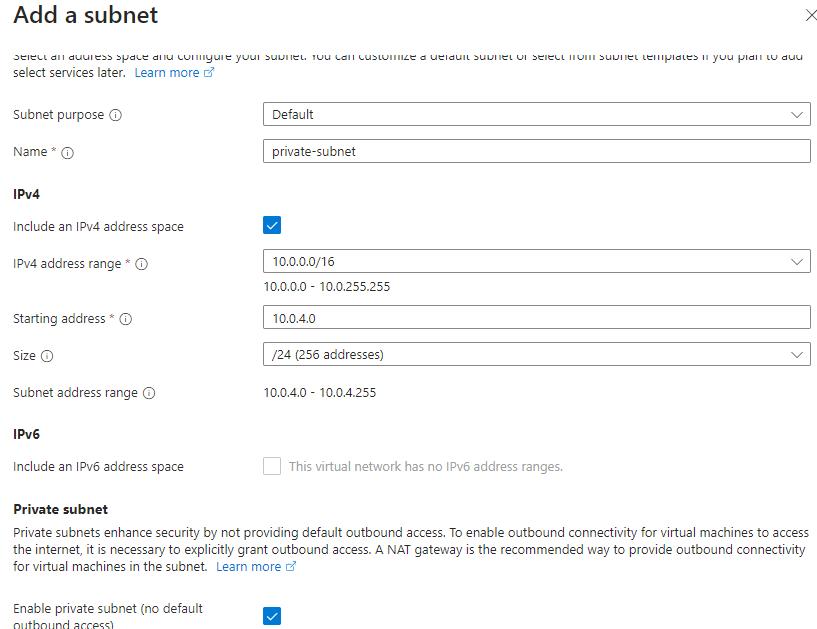 Add a subnet
Select an address space and configure your subnet. You can customize a default subnet or select from subnet templates if you plan to add
select services later. Learn more
Subnet purpose
Default
Name *
private-subnet
IPv4
Include an IPv4 address space
IPv4 address range *
10.0.0.0/16
10.0.0.0 - 10.0.255.255
Starting address *
10.0.4.0
Size
/24 (256 addresses)
Subnet address range
10.0.4.0 - 10.0.4.255
IPv6
Include an IPv6 address space
This virtual network has no IPv6 address ranges.
Private subnet
Private subnets enhance security by not providing default outbound access. To enable outbound connectivity for virtual machines to access
the internet, it is necessary to explicitly grant outbound access. A NAT gateway is the recommended way to provide outbound connectivity
for virtual machines in the subnet. Learn more
Enable private subnet (no default
outbound access)